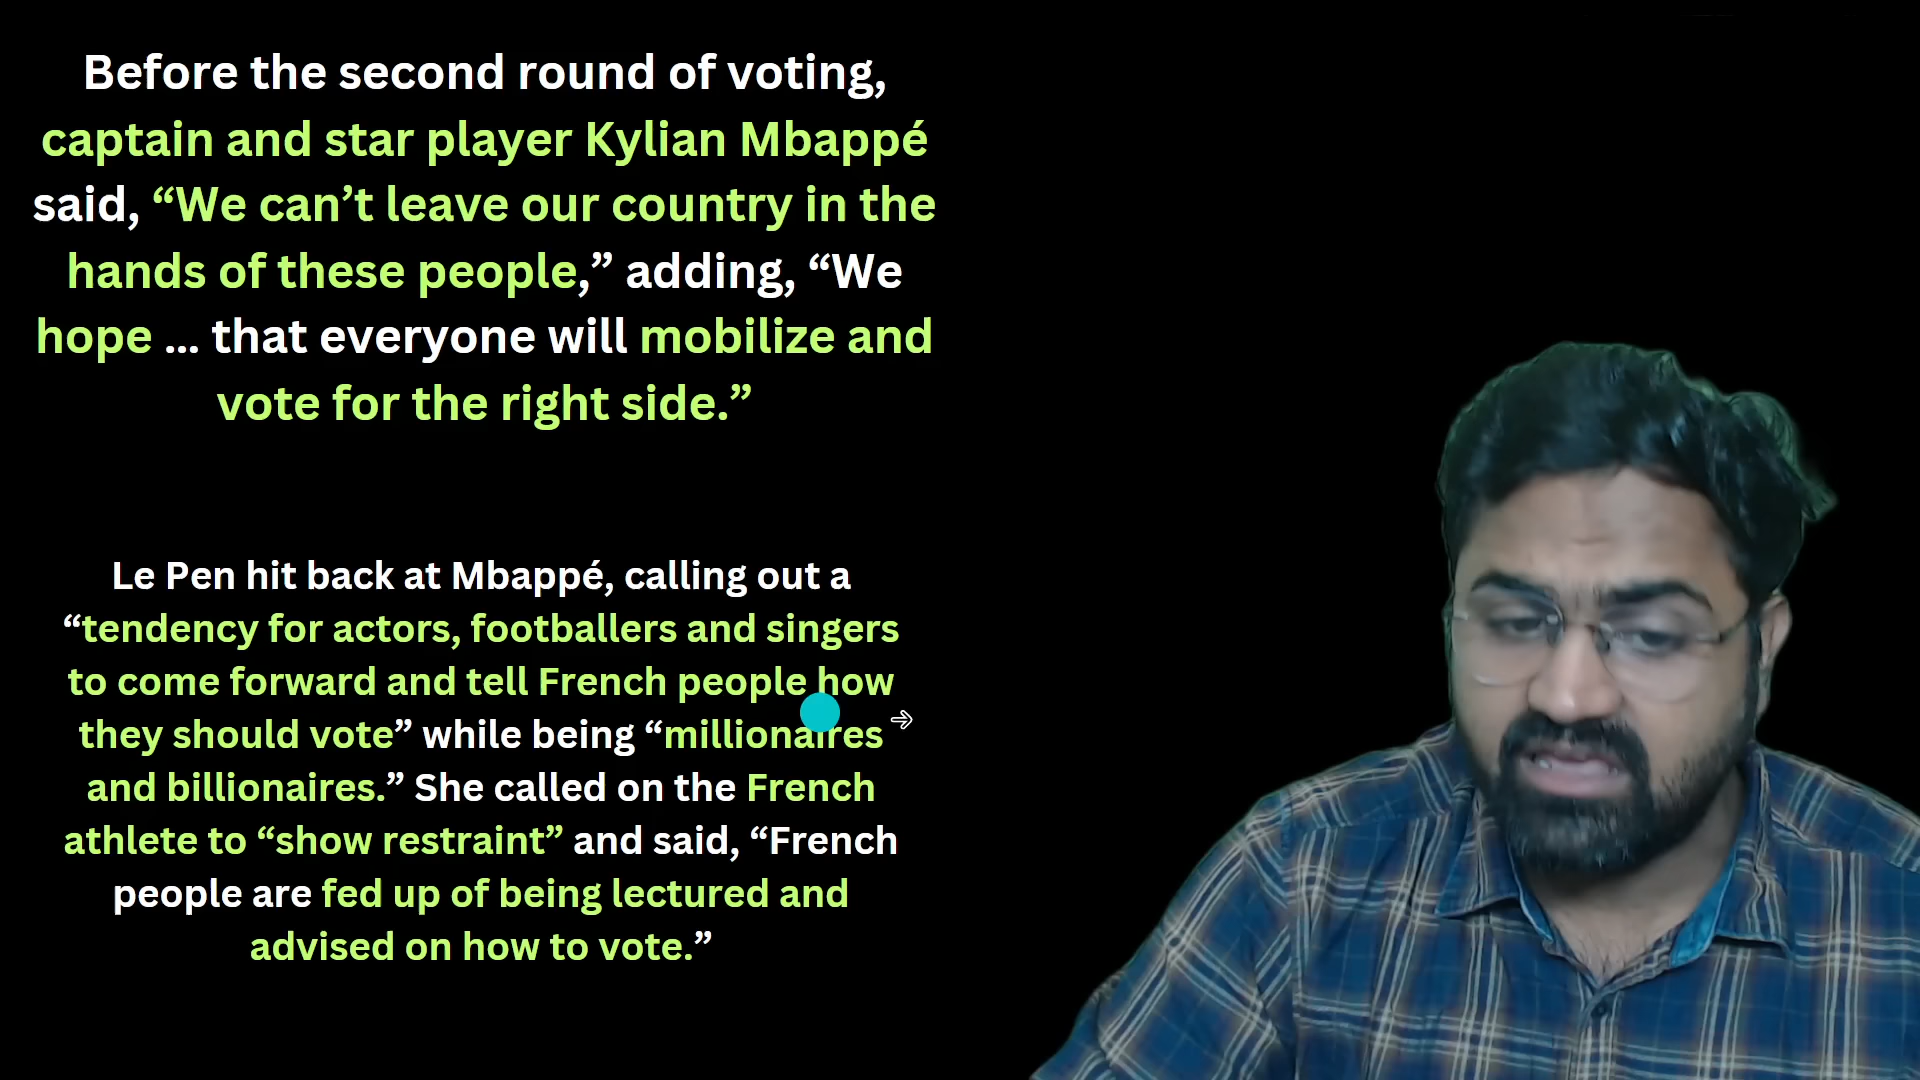 Before the second round of voting,
captain and star player Kylian Mbappé
said, “We can’t leave our country in the
hands of these people,” adding, “We
hope ... that everyone will mobilize and
vote for the right side.”
Le Pen hit back at Mbappé, calling out a
“tendency for actors, footballers and singers
to come forward and tell French people how
they should vote” while being “millionaires
and billionaires.” She called on the French
athlete to “show restraint” and said, “French
people are fed up of being lectured and
advised on how to vote.”